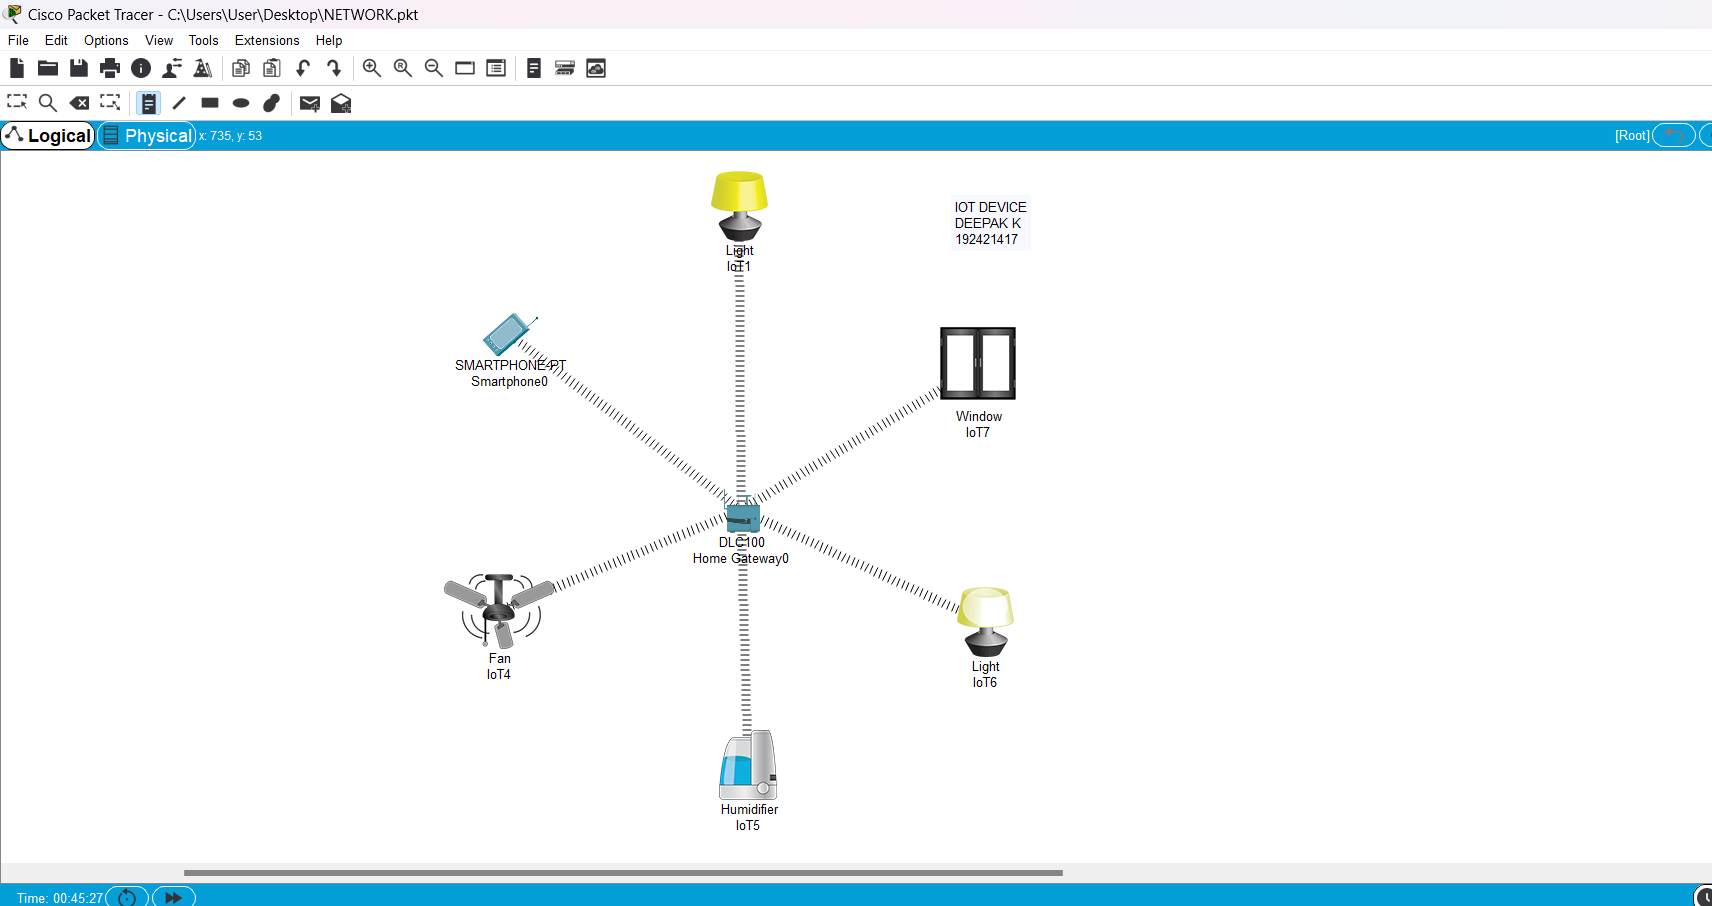 Cisco Packet Tracer - C:\Users\User\Desktop\NETWORK.pkt
File Edit Options View Tools Extensions Help
Logical Physical x: 735, y: 53 [Root]
Light
IoT1
IOT DEVICE
DEEPAK K
192421417
SMARTPHONE-PT
Smartphone0
Window
IoT7
DLC100
Home Gateway0
Fan
IoT4
Light
IoT6
Humidifier
IoT5
Time: 00:45:27